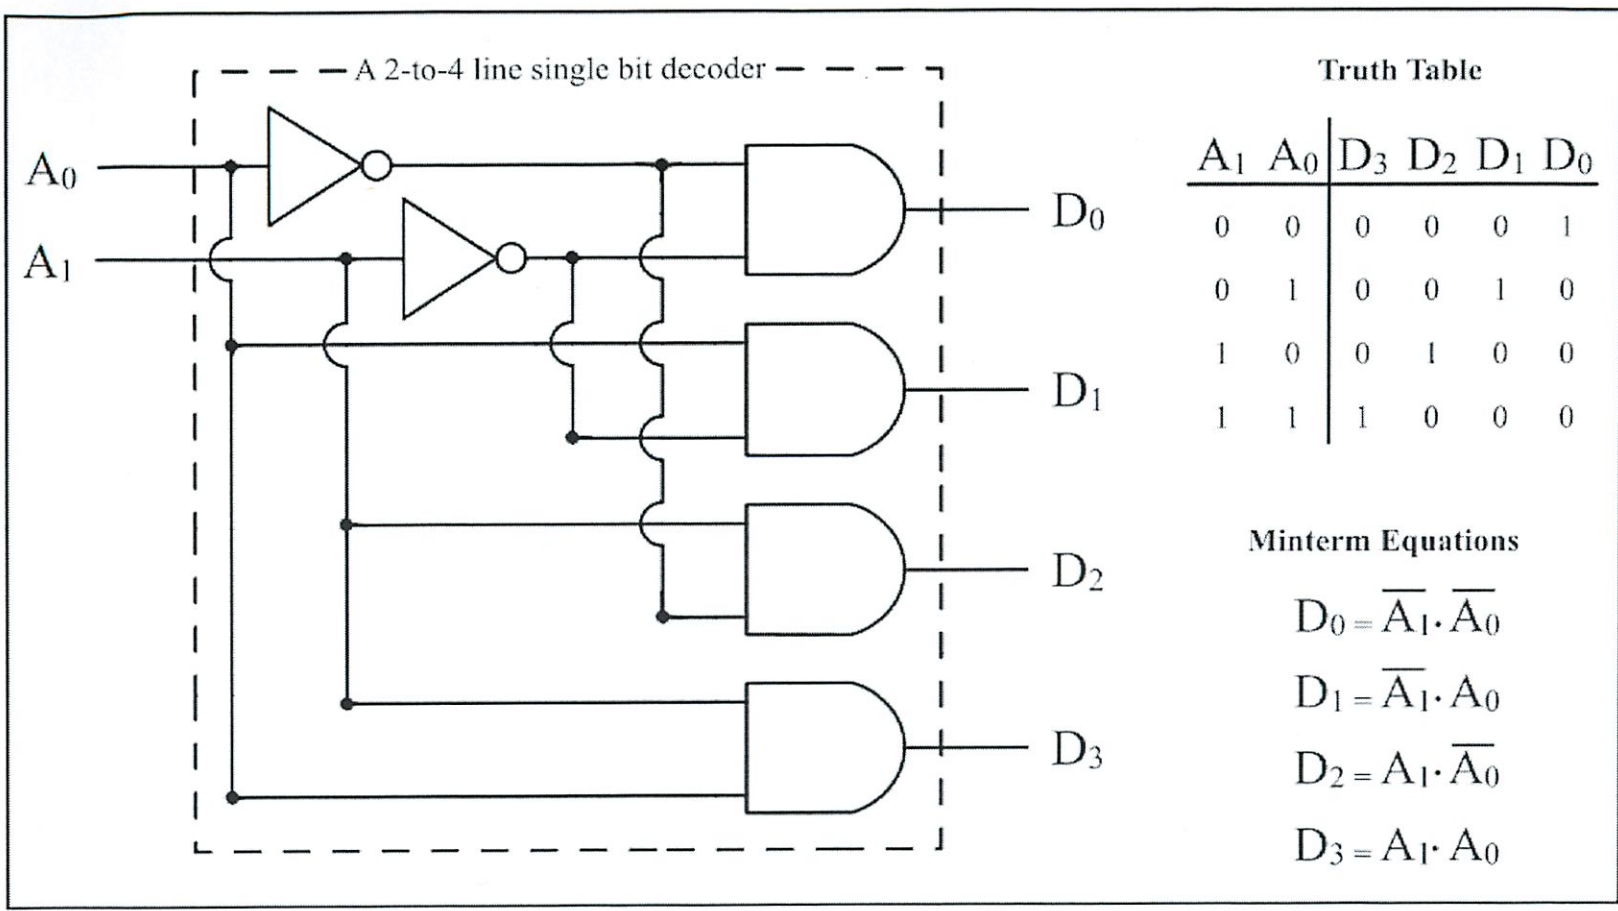 A 2-to-4 line single bit decoder
A₀
A₁
D₀
D₁
D₂
D₃
Truth Table
A₁ A₀ D₃ D₂ D₁ D₀
0 0 0 0 0 1
0 1 0 0 1 0
1 0 0 1 0 0
1 1 1 0 0 0
Minterm Equations
D₀ = A̅₁ · A̅₀
D₁ = A̅₁ · A₀
D₂ = A₁ · A̅₀
D₃ = A₁ · A₀